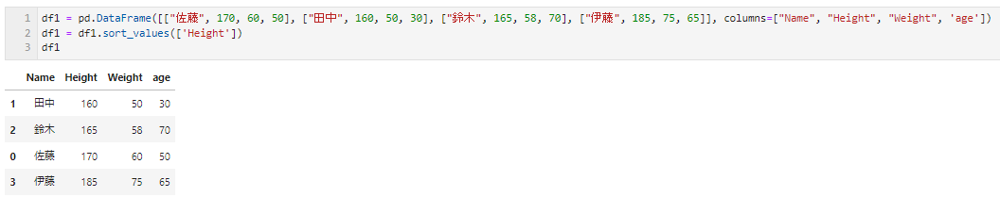 1 df1 = pd.DataFrame([["佐藤", 170, 60, 50], ["田中", 160, 50, 30], ["鈴木", 165, 58, 70], ["伊藤", 185, 75, 65]], columns=["Name", "Height", "Weight", 'age'])
2 df1 = df1.sort_values(['Height'])
3 df1
Name Height Weight age
1 田中 160 50 30
2 鈴木 165 58 70
0 佐藤 170 60 50
3 伊藤 185 75 65